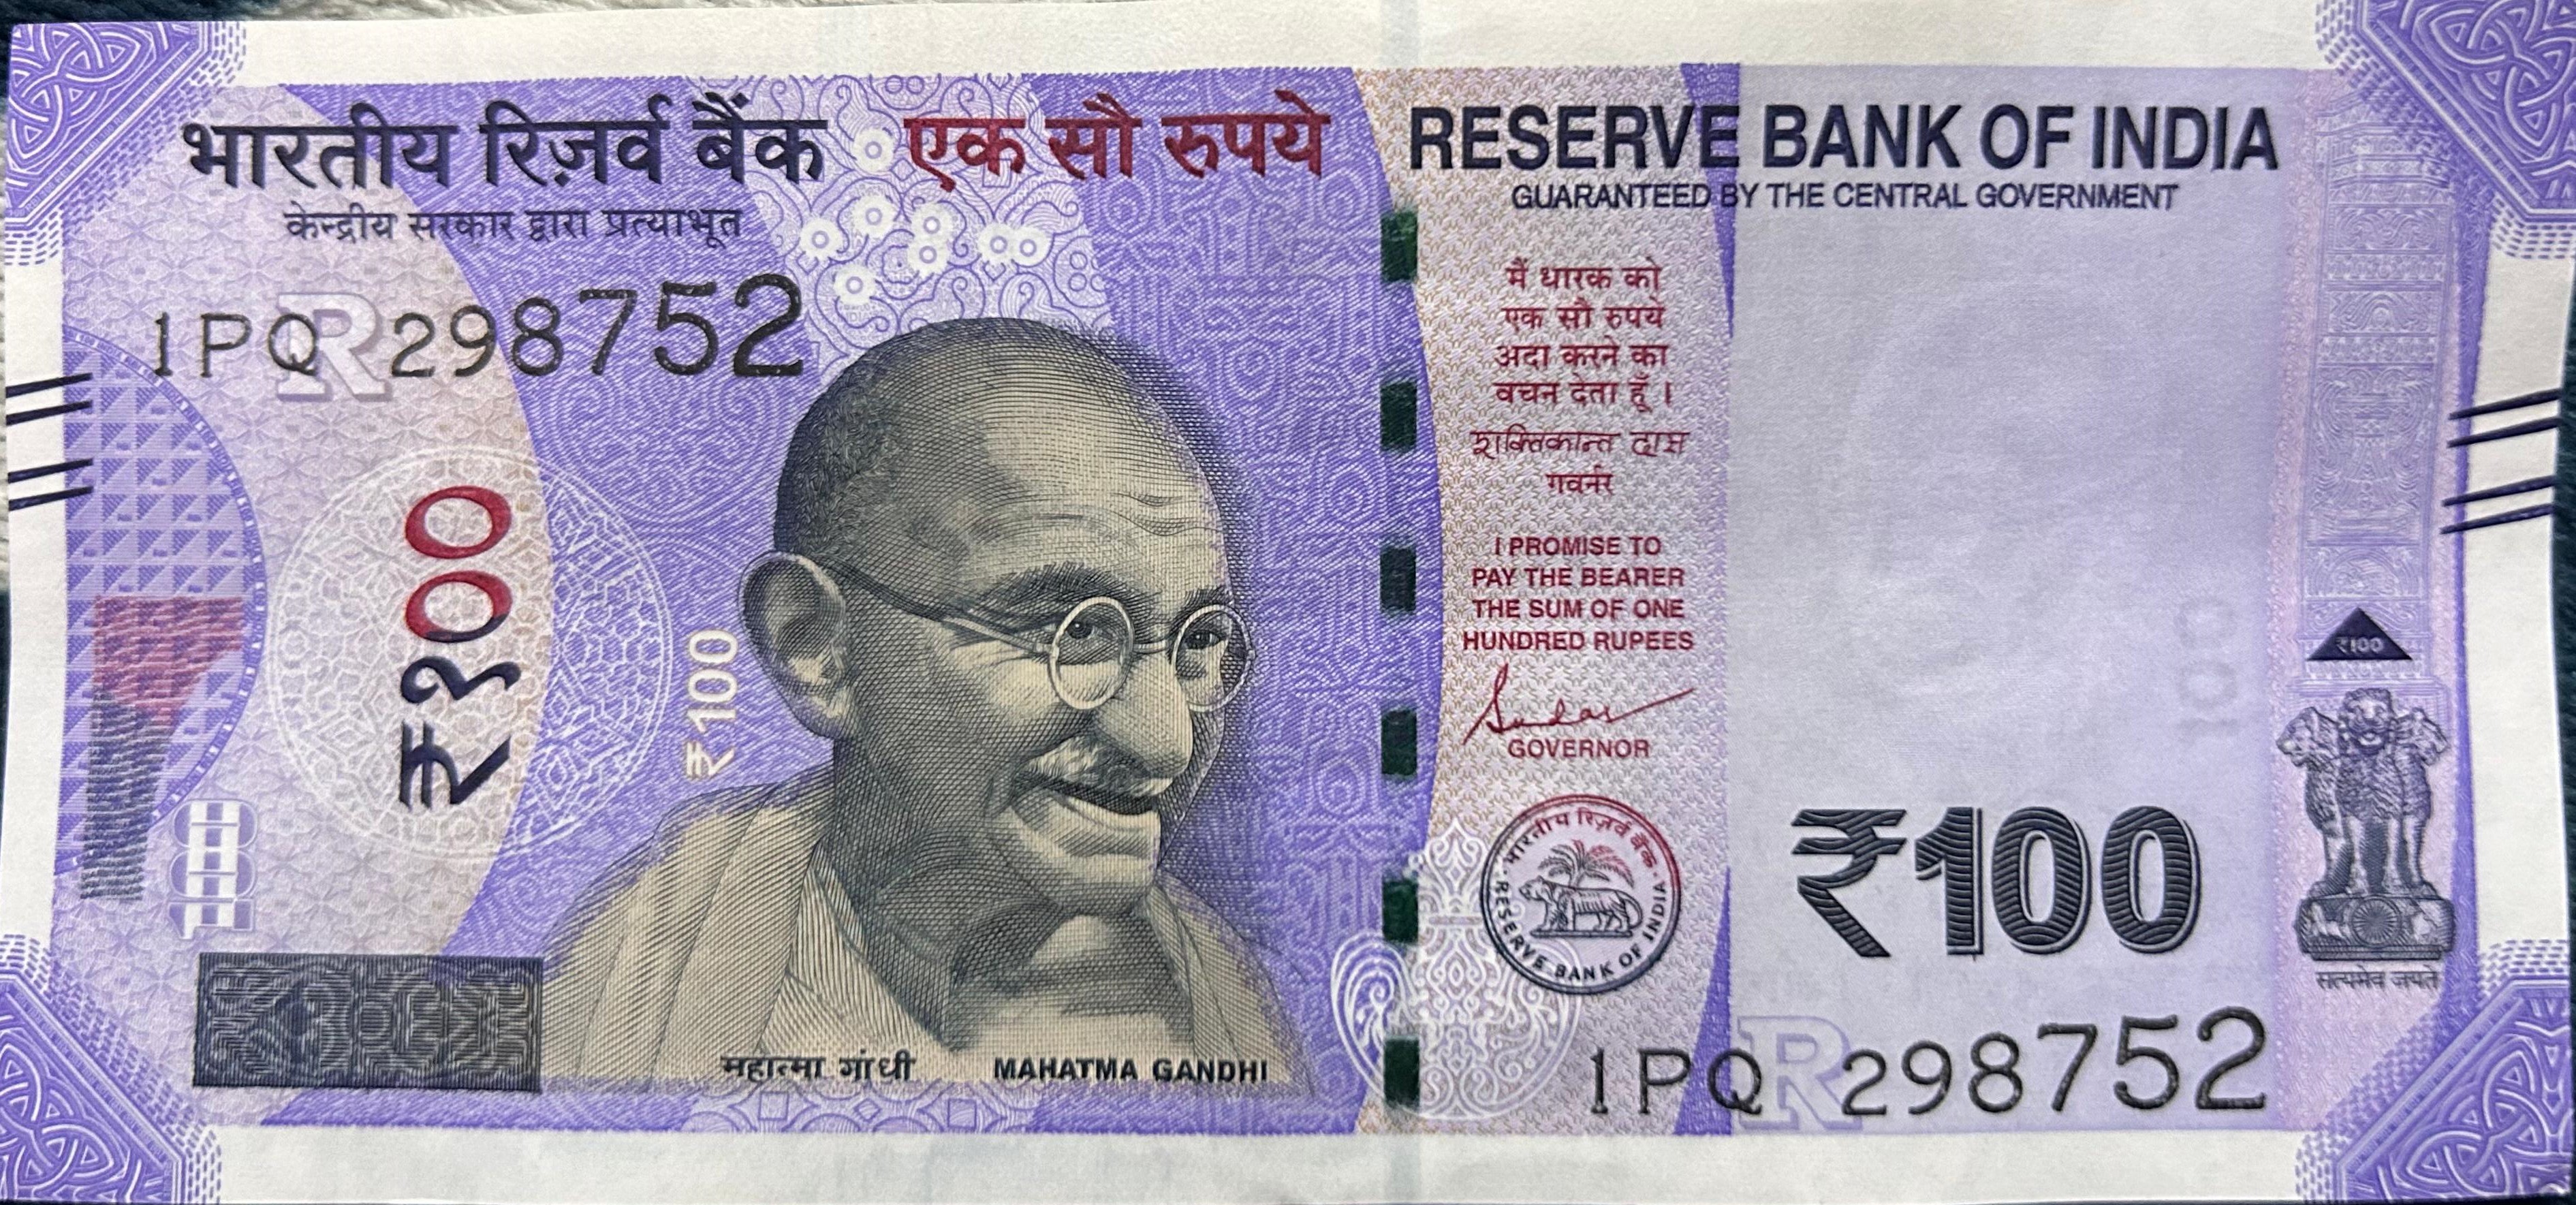 भारतीय रिज़र्व बैंक एक सौ रुपये
केन्द्रीय सरकार द्वारा प्रत्याभूत
RESERVE BANK OF INDIA
GUARANTEED BY THE CENTRAL GOVERNMENT
1PQ R 298752
₹१००
₹100
मैं धारक को
एक सौ रुपये
अदा करने का
वचन देता हूँ ।
शक्तिकान्त दास
गवर्नर
I PROMISE TO
PAY THE BEARER
THE SUM OF ONE
HUNDRED RUPEES
GOVERNOR
भारतीय रिज़र्व बैंक
RESERVE BANK OF INDIA
100
₹100
₹100
सत्यमेव जयते
महात्मा गांधी MAHATMA GANDHI
1PQ R 298752